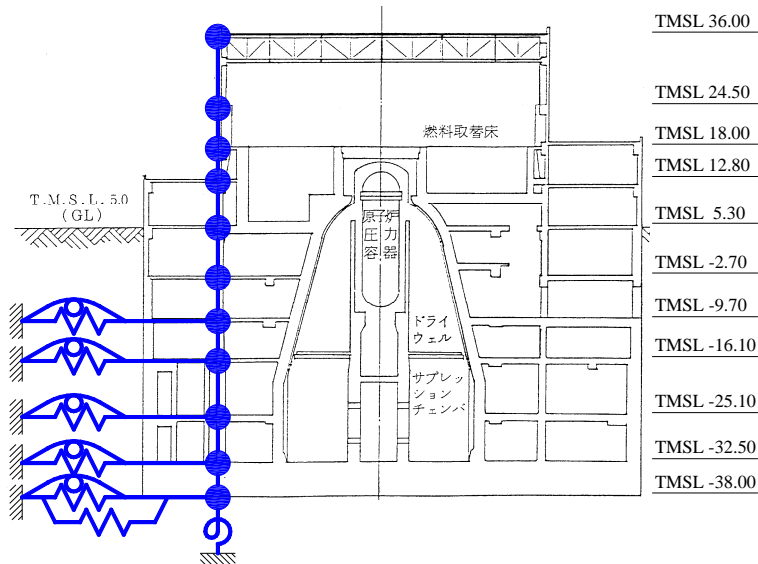 TMSL 36.00
TMSL 24.50
燃料取替床
TMSL 18.00
TMSL 12.80
T.M.S.L. 5.0
(GL)
TMSL 5.30
原子炉
圧力
容器
TMSL -2.70
TMSL -9.70
ドライ
ウェル
TMSL -16.10
サプレッ
ション
チェンバ
TMSL -25.10
TMSL -32.50
TMSL -38.00